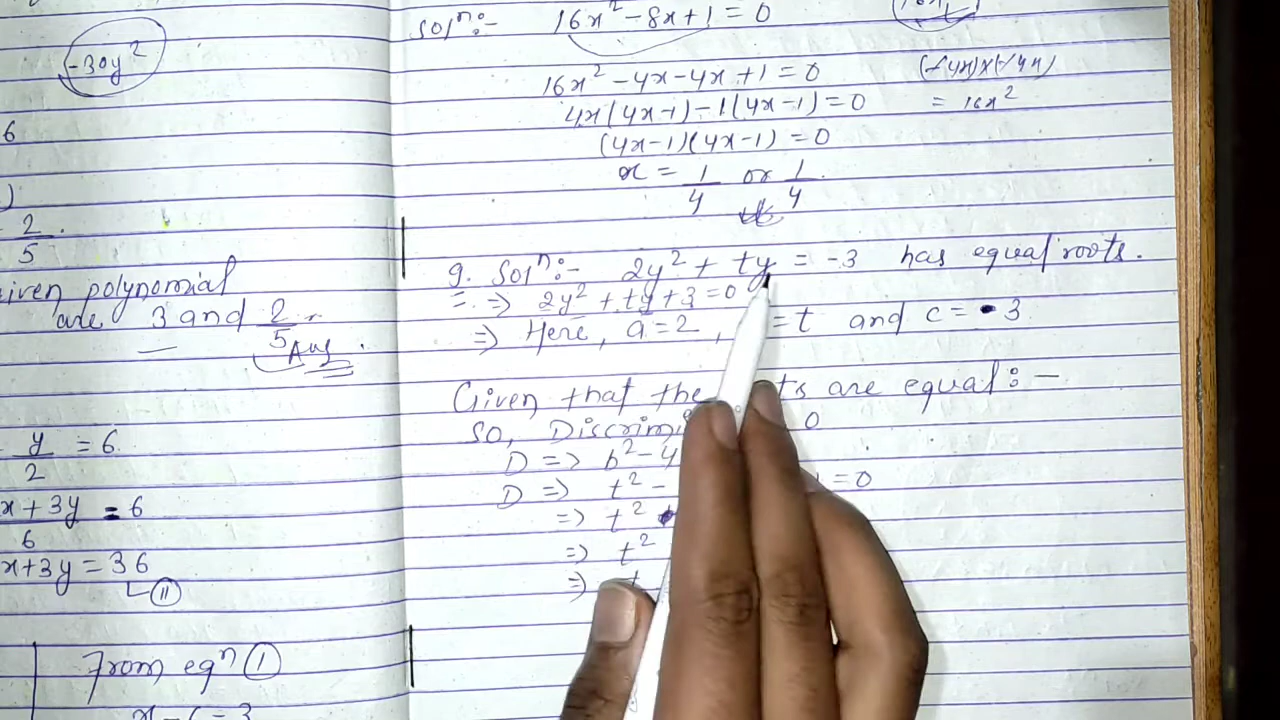 -30y²
6
)
2/5.
iven polynomial
are 3 and 2/5.
Ans.
y/2 = 6
x + 3y/6 = 6
x+3y = 36
(II)
From eqⁿ (I)
Solⁿ:- 16x² - 8x + 1 = 0
16x² - 4x - 4x + 1 = 0 (-4x)x(-4x)
4x(4x-1) - 1(4x-1) = 0 = 16x²
(4x-1)(4x-1) = 0
x = 1/4 or 1/4.
9. Solⁿ:- 2y² + ty = -3 has equal roots.
=> 2y² + ty + 3 = 0
=> Here, a = 2, = t and c = 3.
Given that the ts are equal:-
So, Discrimi 0
D => b² - 4
D => t² - = 0
=> t²
=> t²
=>